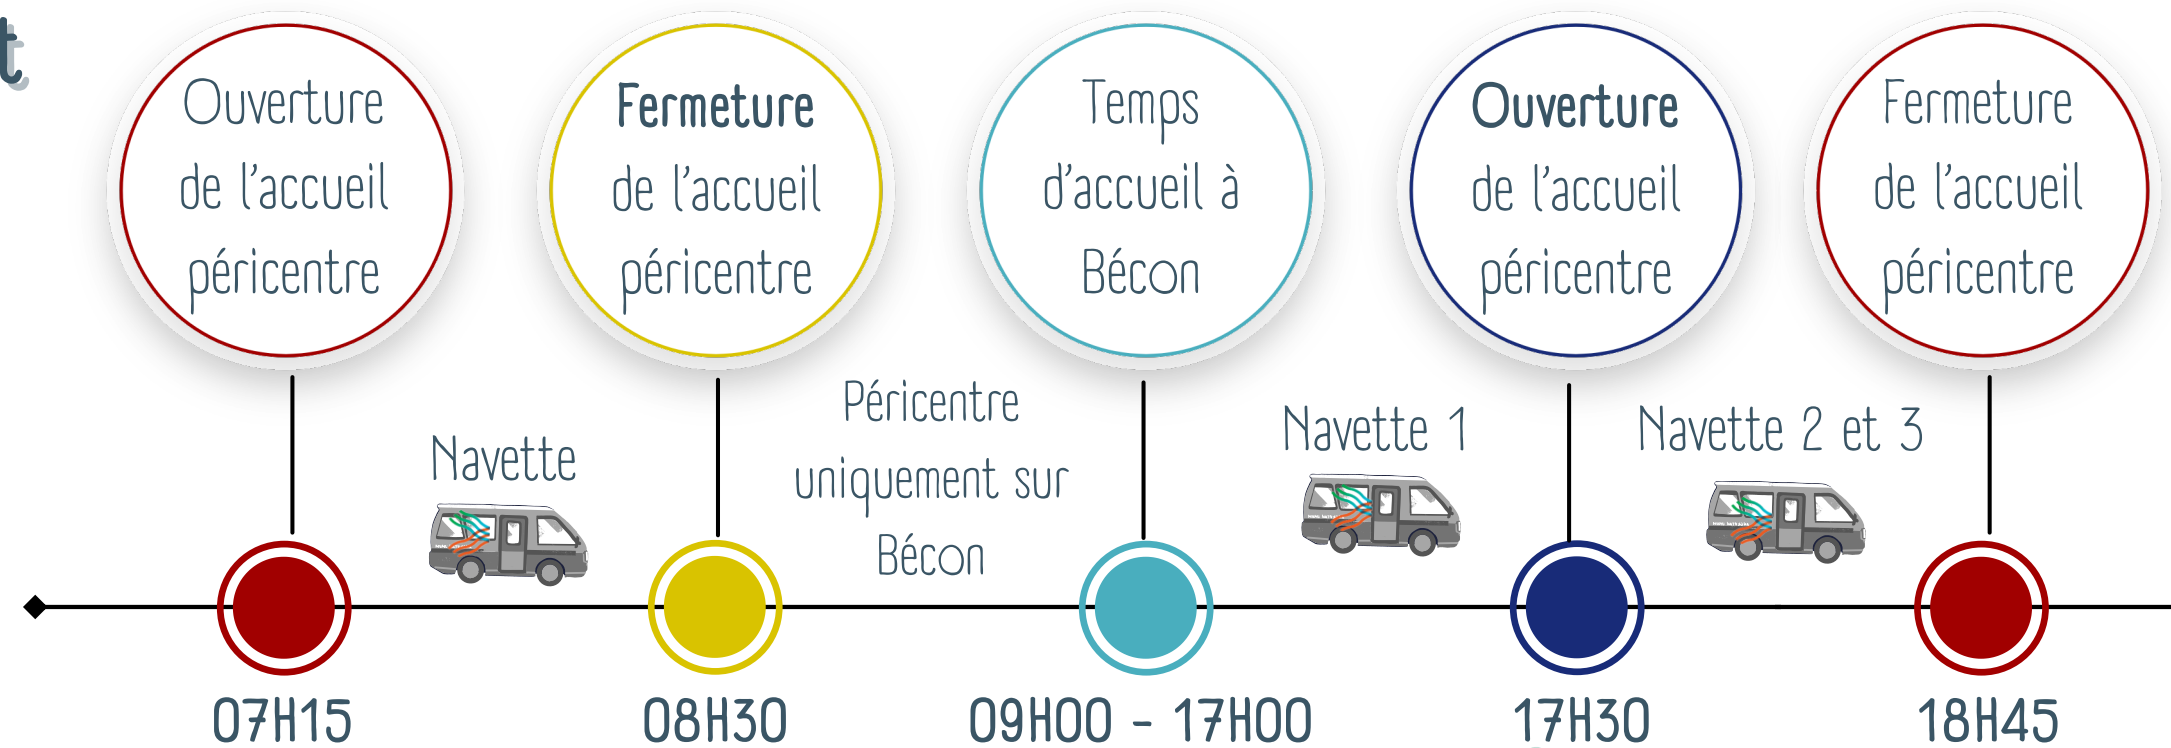 t
Ouverture
de l'accueil
péricentre
Fermeture
de l'accueil
péricentre
Temps
d'accueil à
Bécon
Ouverture
de l'accueil
péricentre
Fermeture
de l'accueil
péricentre
Navette
Péricentre
uniquement sur
Bécon
Navette 1
Navette 2 et 3
07H15
08H30
09H00 - 17H00
17H30
18H45